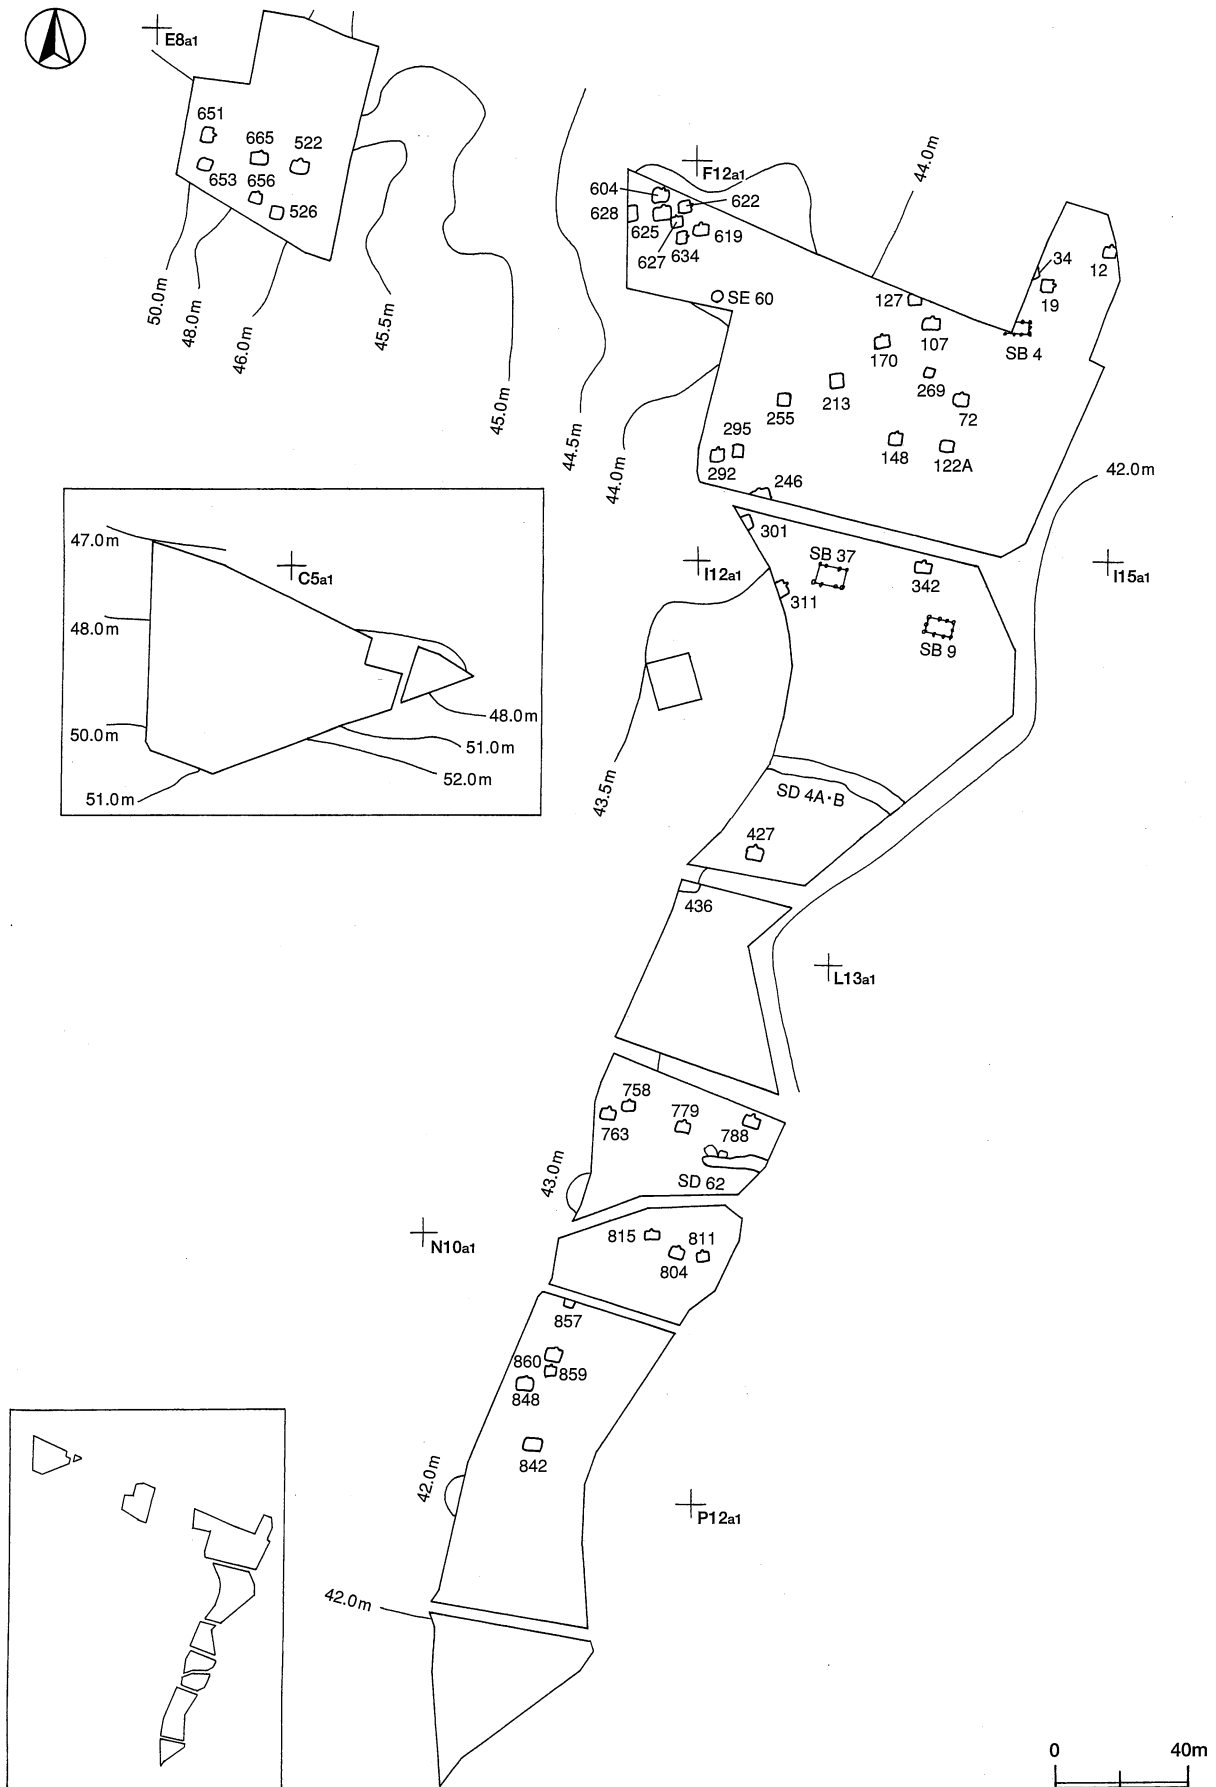 E8a1
651
665
522
653
656
526
50.0m
48.0m
46.0m
45.5m
45.0m
44.5m
44.0m
F12a1
44.0m
604
622
628
625
619
627
634
SE 60
34
12
19
127
107
SB 4
170
269
213
255
72
295
148
122A
292
246
42.0m
301
SB 37
I12a1
342
I15a1
311
SB 9
47.0m
C5a1
48.0m
48.0m
50.0m
51.0m
52.0m
51.0m
43.5m
SD 4A·B
427
436
L13a1
758
779
763
788
43.0m
SD 62
N10a1
815
811
804
857
860
859
848
842
42.0m
P12a1
42.0m
0 40m